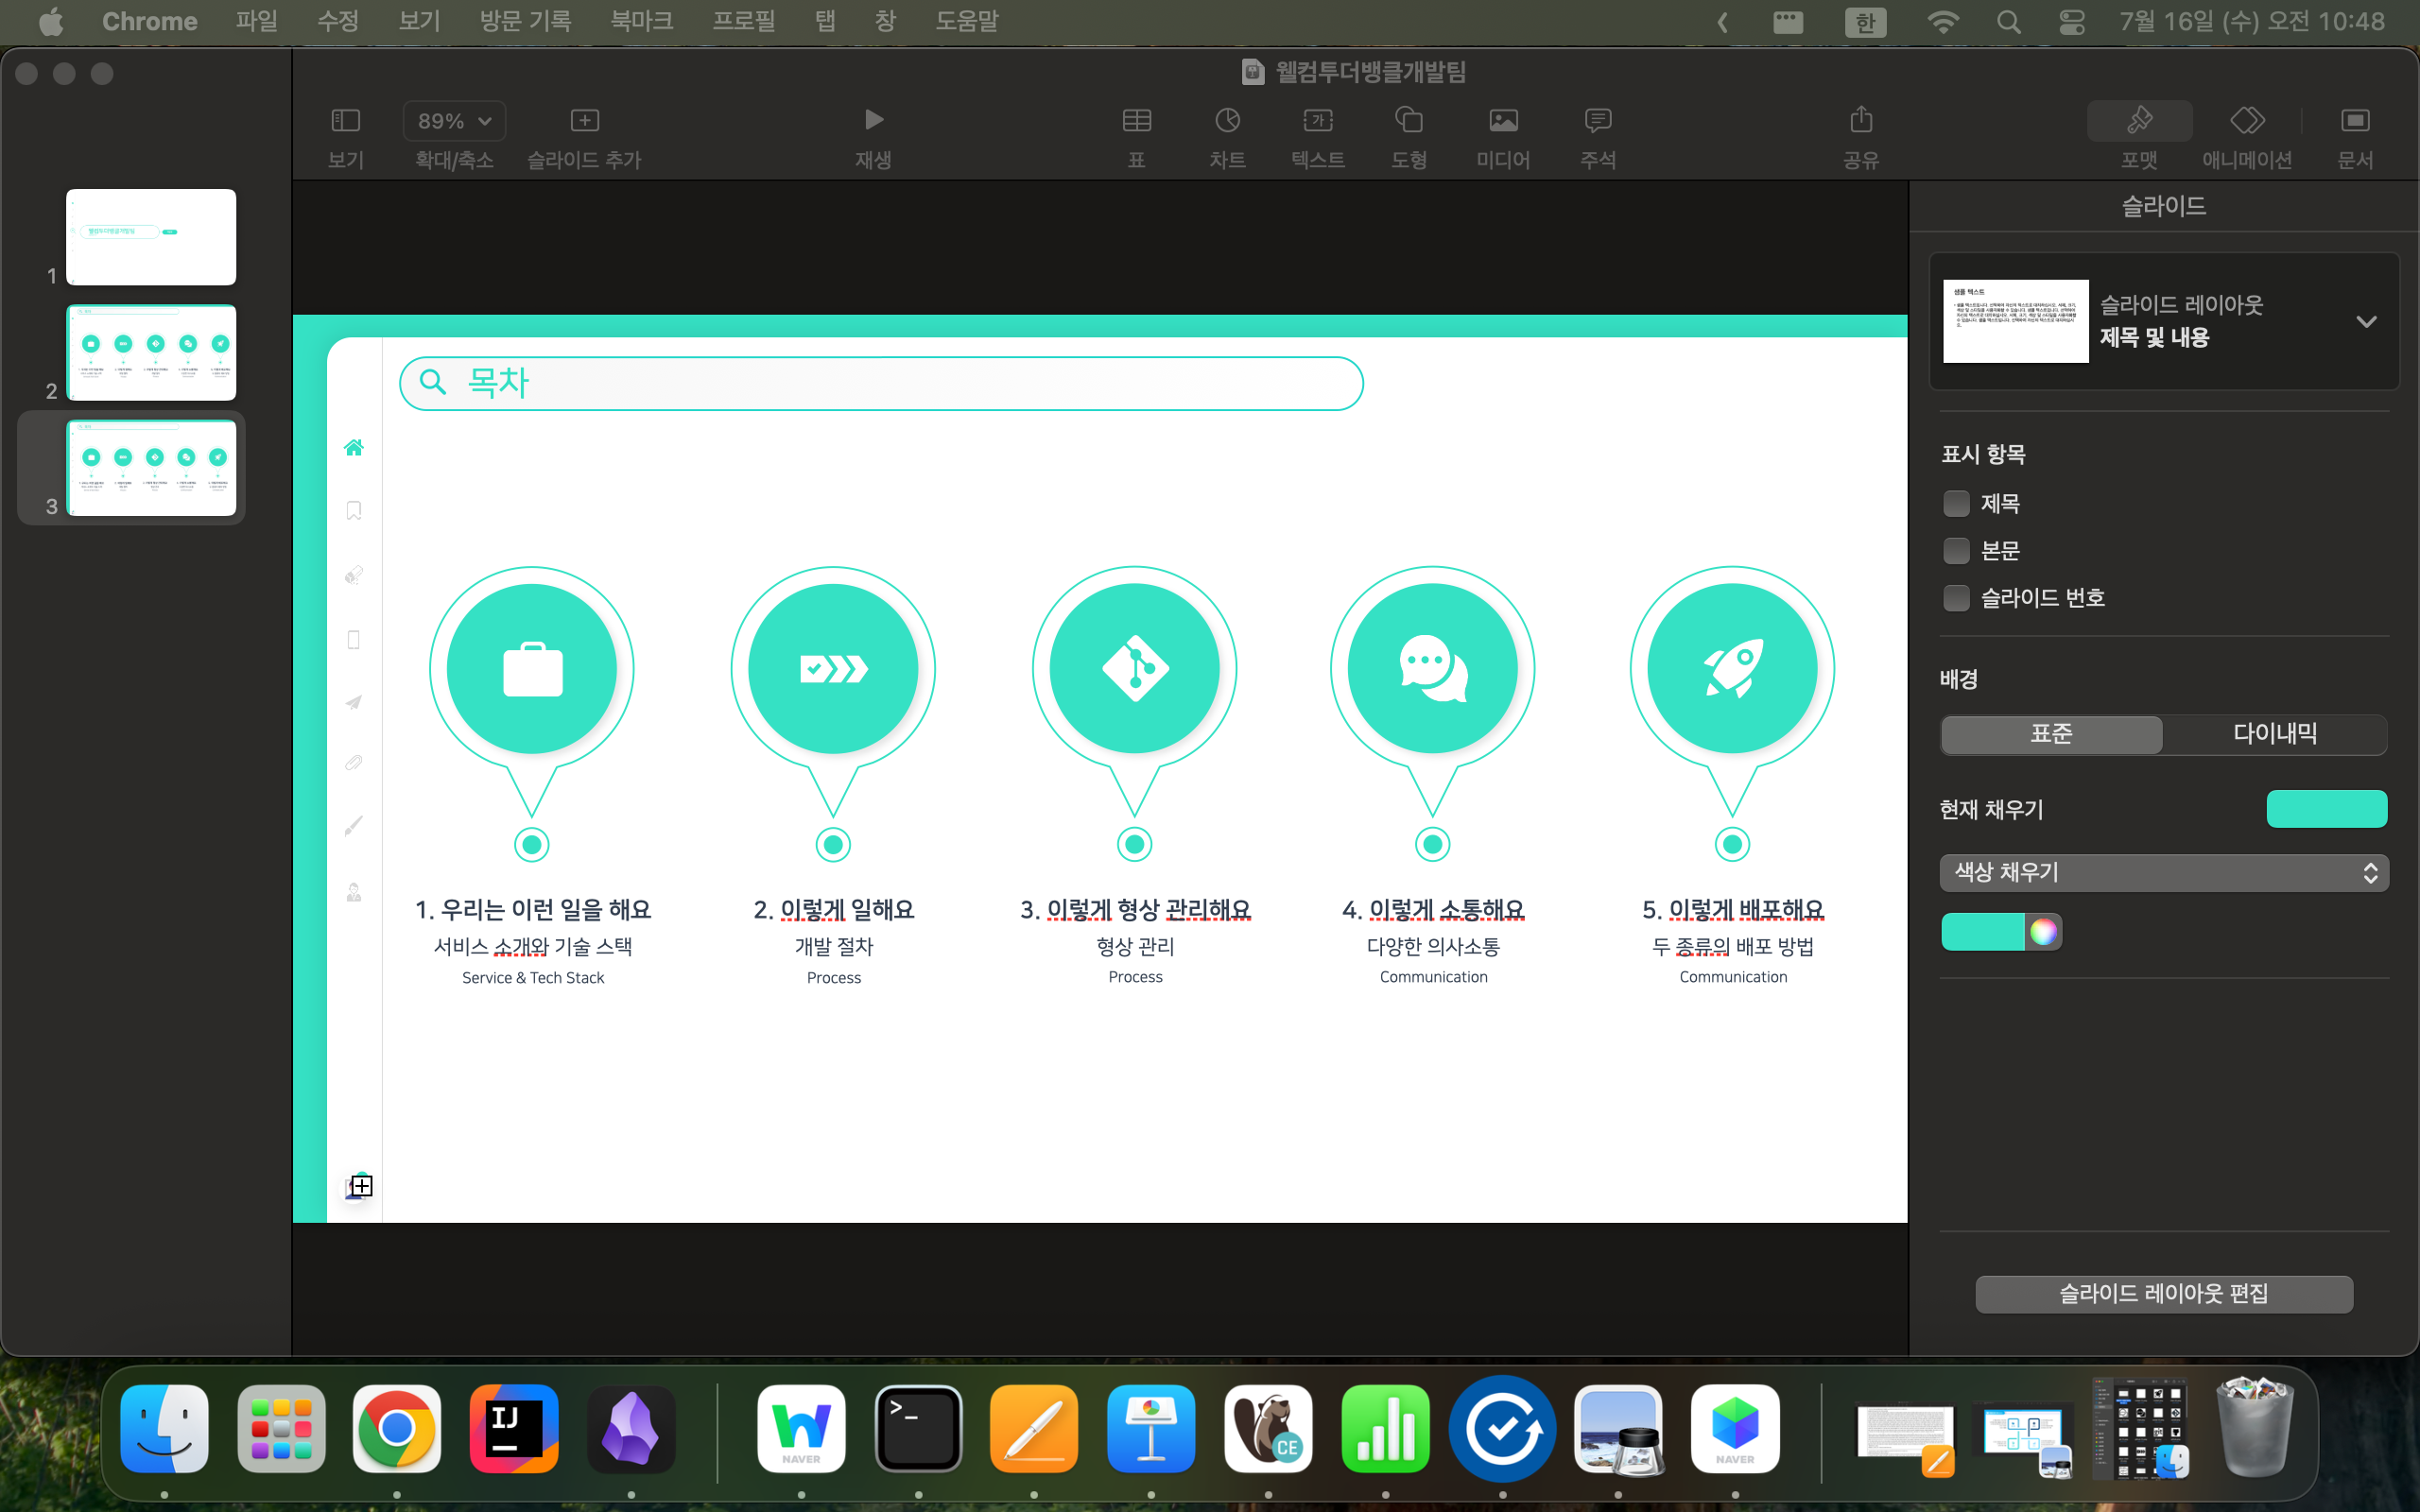 Chrome 파일 수정 보기 방문 기록 북마크 프로필 탭 창 도움말 한 7월 16일 (수) 오전 10:48
웰컴투더뱅클개발팀
89%
보기 확대/축소 슬라이드 추가 재생 표 차트 텍스트 도형 미디어 주석 공유 포맷 애니메이션 문서
1
2
3
목차
1. 우리는 이런 일을 해요
서비스 소개와 기술 스택
Service & Tech Stack
2. 이렇게 일해요
개발 절차
Process
3. 이렇게 형상 관리해요
형상 관리
Process
4. 이렇게 소통해요
다양한 의사소통
Communication
5. 이렇게 배포해요
두 종류의 배포 방법
Communication
슬라이드
샘플 텍스트
슬라이드 레이아웃
제목 및 내용
표시 항목
제목
본문
슬라이드 번호
배경
표준 다이내믹
현재 채우기
색상 채우기
슬라이드 레이아웃 편집
IJ
NAVER
>_
CE
NAVER